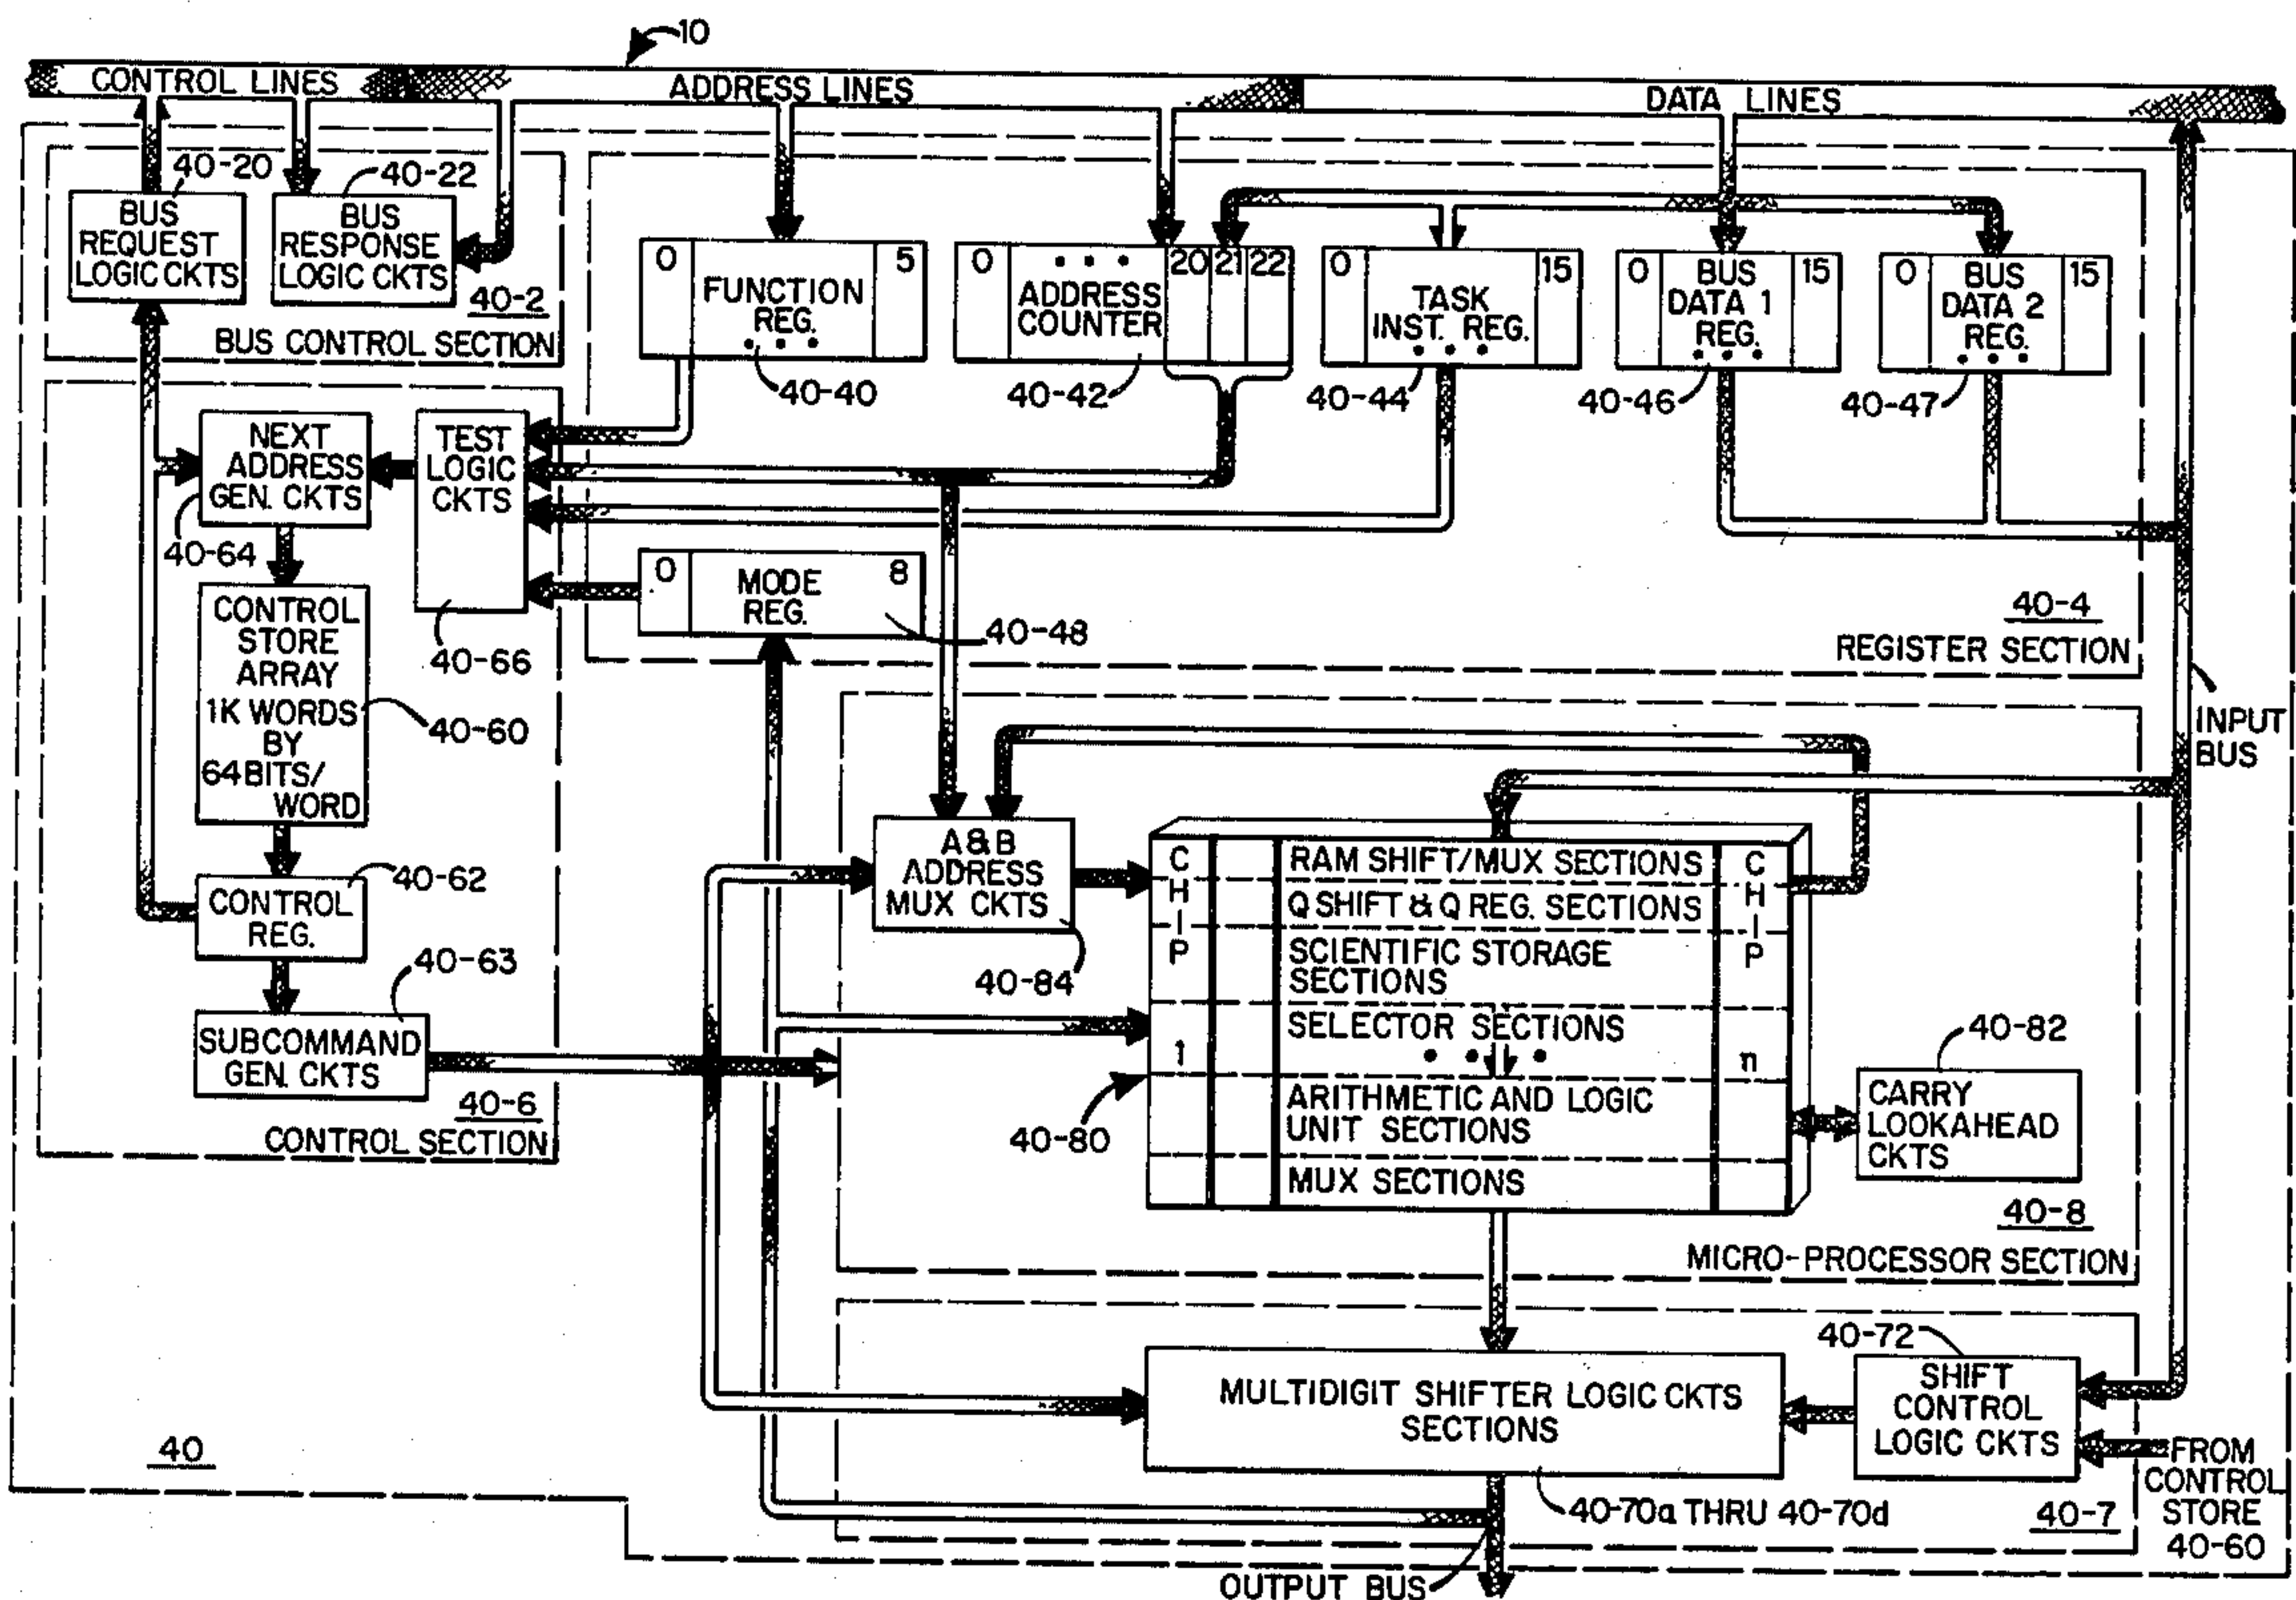 10
CONTROL LINES
ADDRESS LINES
DATA LINES
40-20
BUS
REQUEST
LOGIC CKTS
40-22
BUS
RESPONSE
LOGIC CKTS
40-2
BUS CONTROL SECTION
0
5
FUNCTION
REG.
• • •
40-40
0
• • •
20
21
22
ADDRESS
COUNTER
40-42
0
15
TASK
INST. REG.
• • •
40-44
0
BUS
15
DATA 1
REG.
• • •
40-46
0
BUS
15
DATA 2
REG.
• • •
40-47
NEXT
ADDRESS
GEN. CKTS
40-64
TEST
LOGIC
CKTS
40-66
0
MODE
8
REG.
40-48
40-4
REGISTER SECTION
CONTROL
STORE
ARRAY
1K WORDS
BY
64 BITS/
WORD
40-60
CONTROL
REG.
40-62
40-63
SUBCOMMAND
GEN. CKTS
40-6
CONTROL SECTION
INPUT
BUS
A & B
ADDRESS
MUX CKTS
40-84
CHIP
1
RAM SHIFT/MUX SECTIONS
Q SHIFT & Q REG. SECTIONS
SCIENTIFIC STORAGE
SECTIONS
SELECTOR SECTIONS
• • •
ARITHMETIC AND LOGIC
UNIT SECTIONS
MUX SECTIONS
CHIP
n
40-80
40-82
CARRY
LOOKAHEAD
CKTS
40-8
MICRO-PROCESSOR SECTION
MULTIDIGIT SHIFTER LOGIC CKTS
SECTIONS
40-70a THRU 40-70d
40-72
SHIFT
CONTROL
LOGIC CKTS
FROM
CONTROL
STORE
40-60
40-7
40
OUTPUT BUS